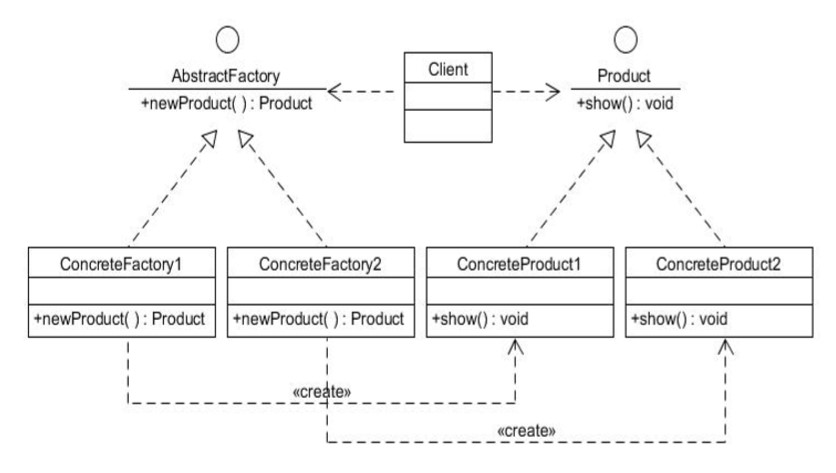 AbstractFactory
+newProduct( ) : Product
Client
Product
+show() : void
ConcreteFactory1
+newProduct( ) : Product
ConcreteFactory2
+newProduct( ) : Product
ConcreteProduct1
+show() : void
ConcreteProduct2
+show() : void
«create»
«create»